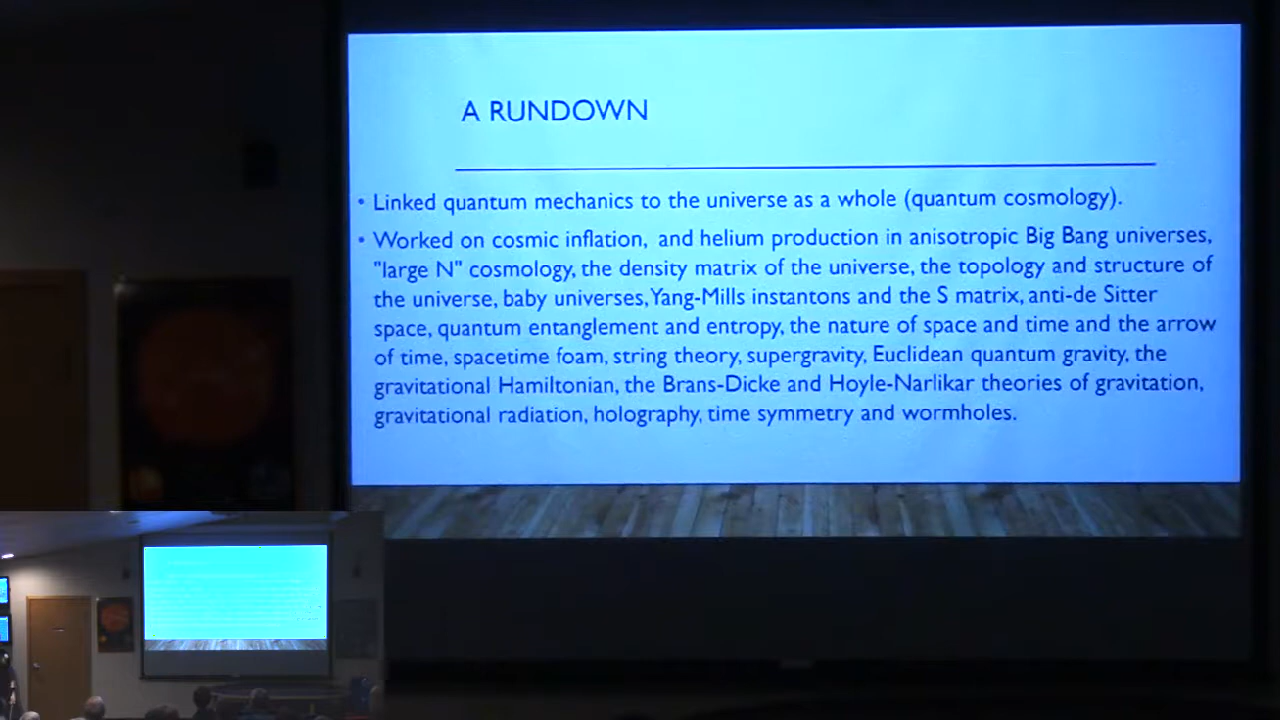 A RUNDOWN
• Linked quantum mechanics to the universe as a whole (quantum cosmology).
• Worked on cosmic inflation, and helium production in anisotropic Big Bang universes,
"large N" cosmology, the density matrix of the universe, the topology and structure of
the universe, baby universes, Yang-Mills instantons and the S matrix, anti-de Sitter
space, quantum entanglement and entropy, the nature of space and time and the arrow
of time, spacetime foam, string theory, supergravity, Euclidean quantum gravity, the
gravitational Hamiltonian, the Brans-Dicke and Hoyle-Narlikar theories of gravitation,
gravitational radiation, holography, time symmetry and wormholes.